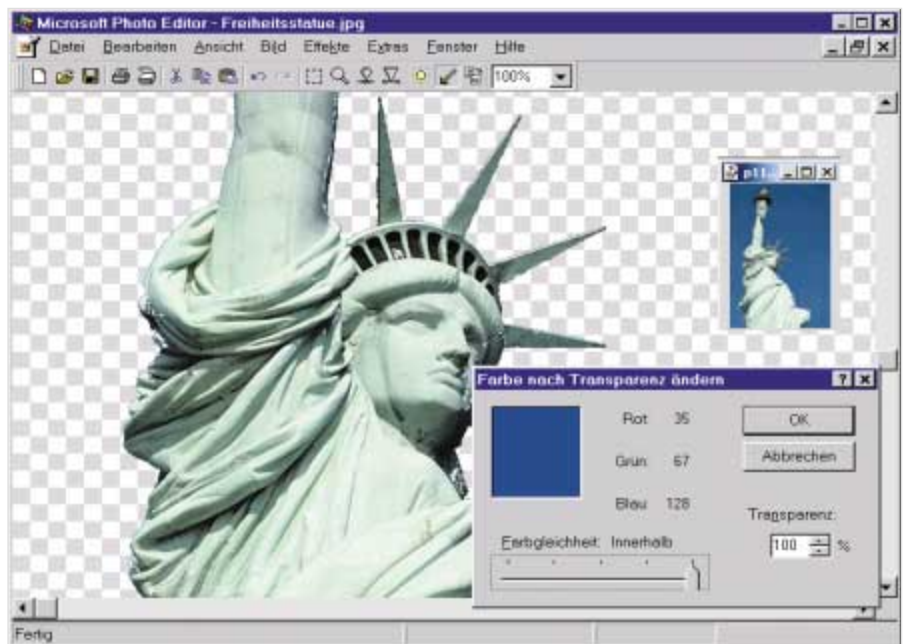 Microsoft Photo Editor - Freiheitsstatue.jpg
Datei Bearbeiten Ansicht Bild Effekte Extras Fenster Hilfe
100%
p11...
Farbe nach Transparenz ändern
Rot 35
OK
Grün: 67
Abbrechen
Blau 128
Transparenz:
Farbgleichheit: Innerhalb
100 %
Fertig